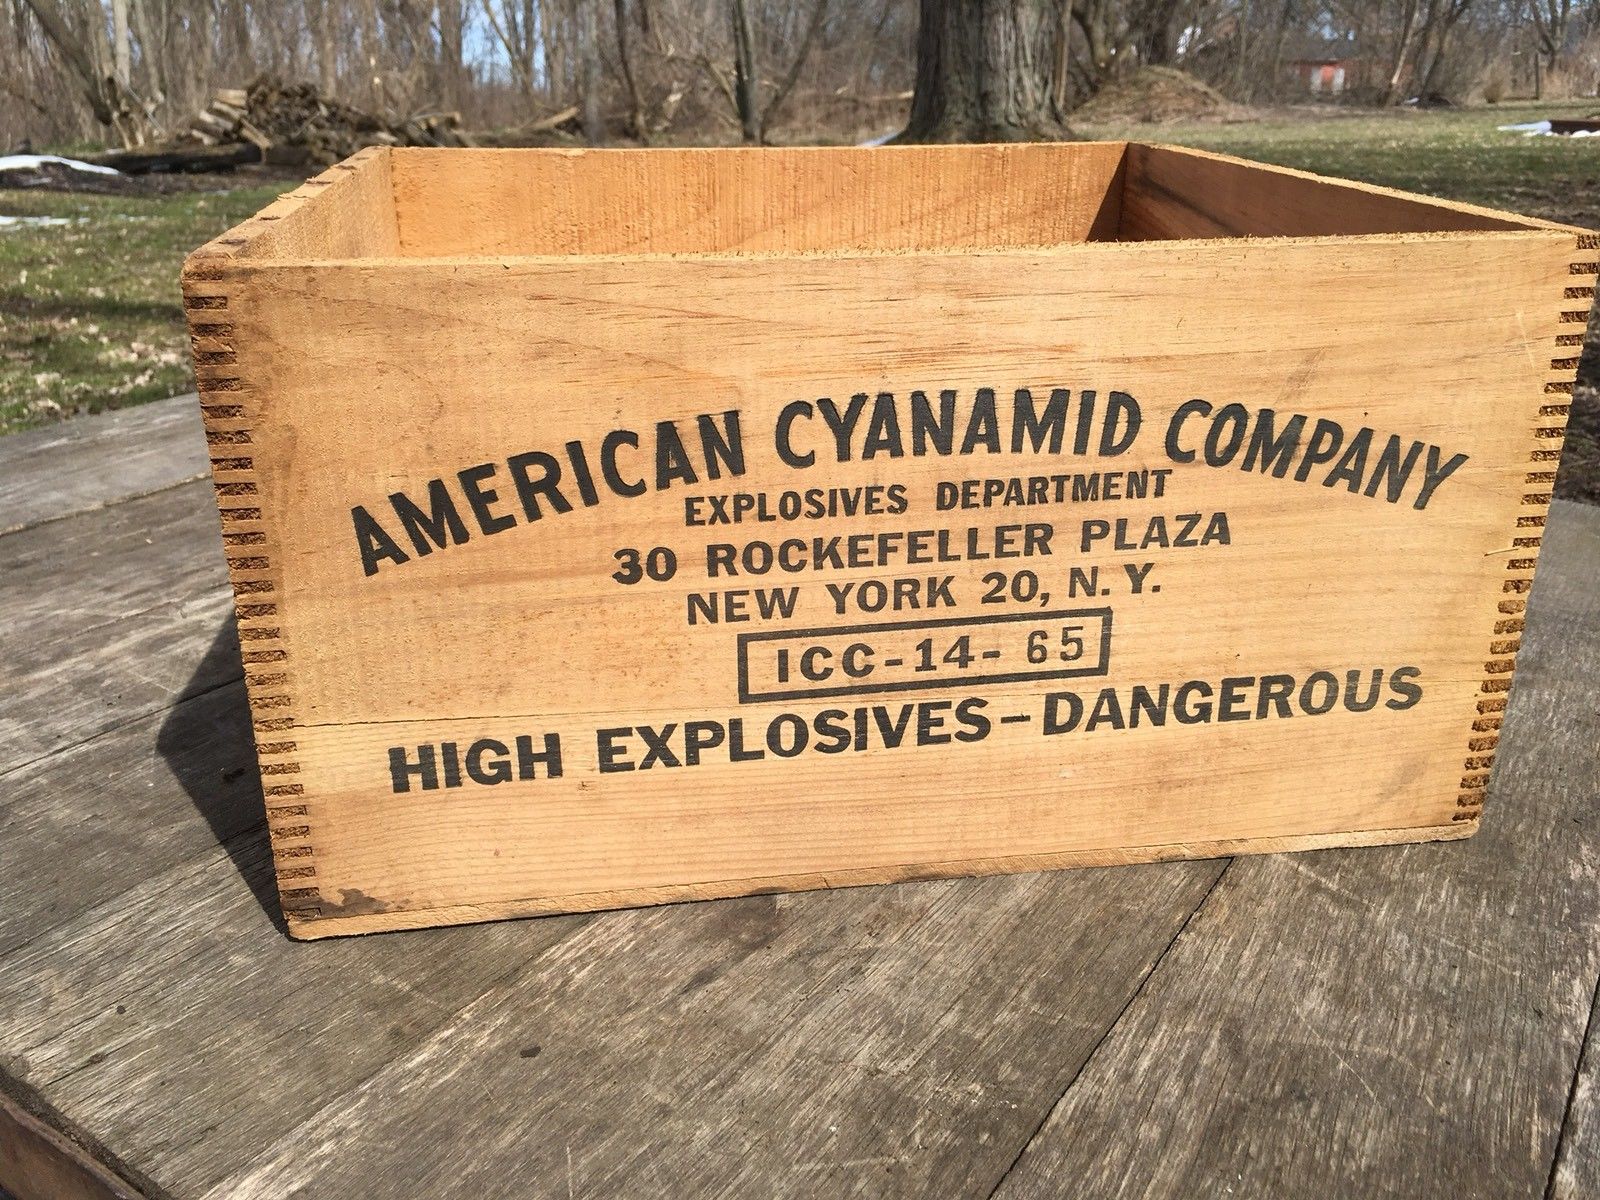 AMERICAN CYANAMID COMPANY
EXPLOSIVES DEPARTMENT
30 ROCKEFELLER PLAZA
NEW YORK 20, N. Y.
ICC-14- 65
HIGH EXPLOSIVES-DANGEROUS